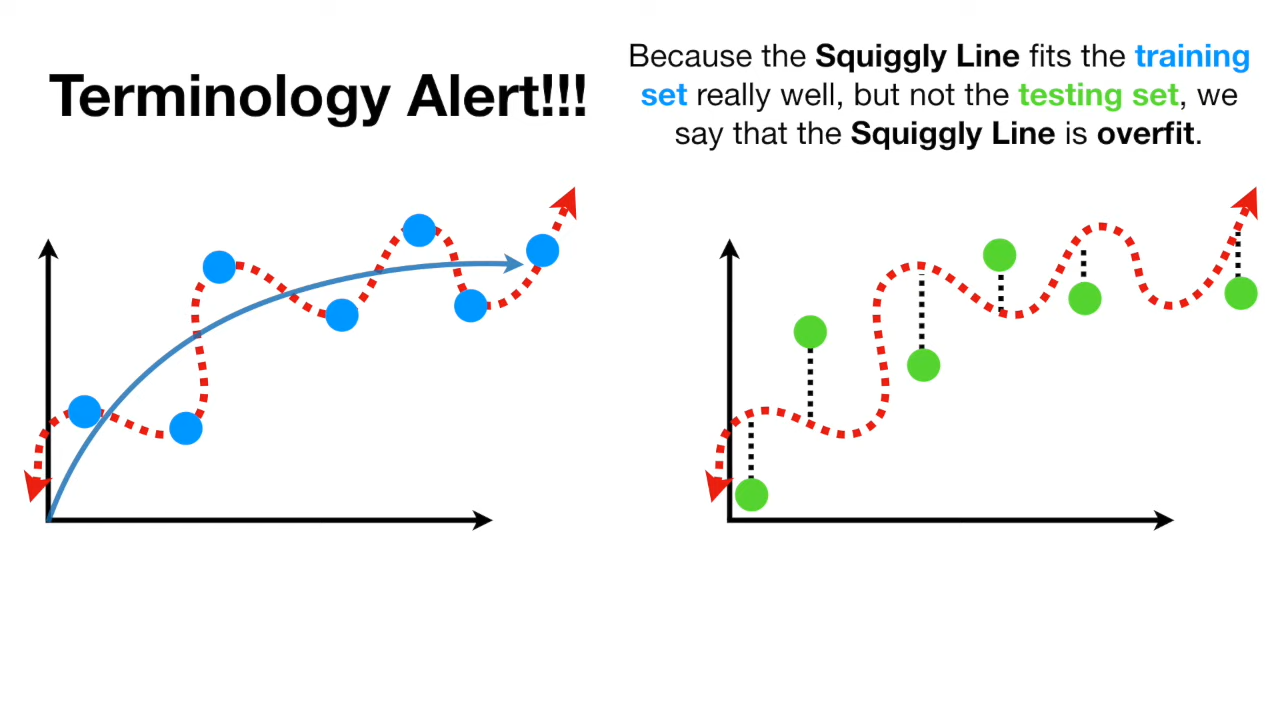 Terminology Alert!!!
Because the Squiggly Line fits the training
set really well, but not the testing set, we
say that the Squiggly Line is overfit.